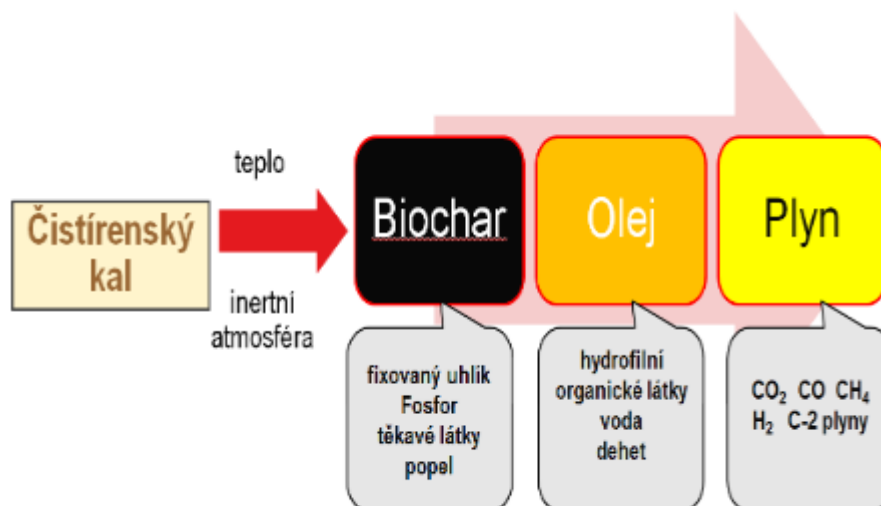 teplo
Čistírenský
kal
inertní
atmosféra
Biochar
Olej
Plyn
fixovaný uhlík
Fosfor
těkavé látky
popel
hydrofilní
organické látky
voda
dehet
CO₂ CO CH₄
H₂ C-2 plyny